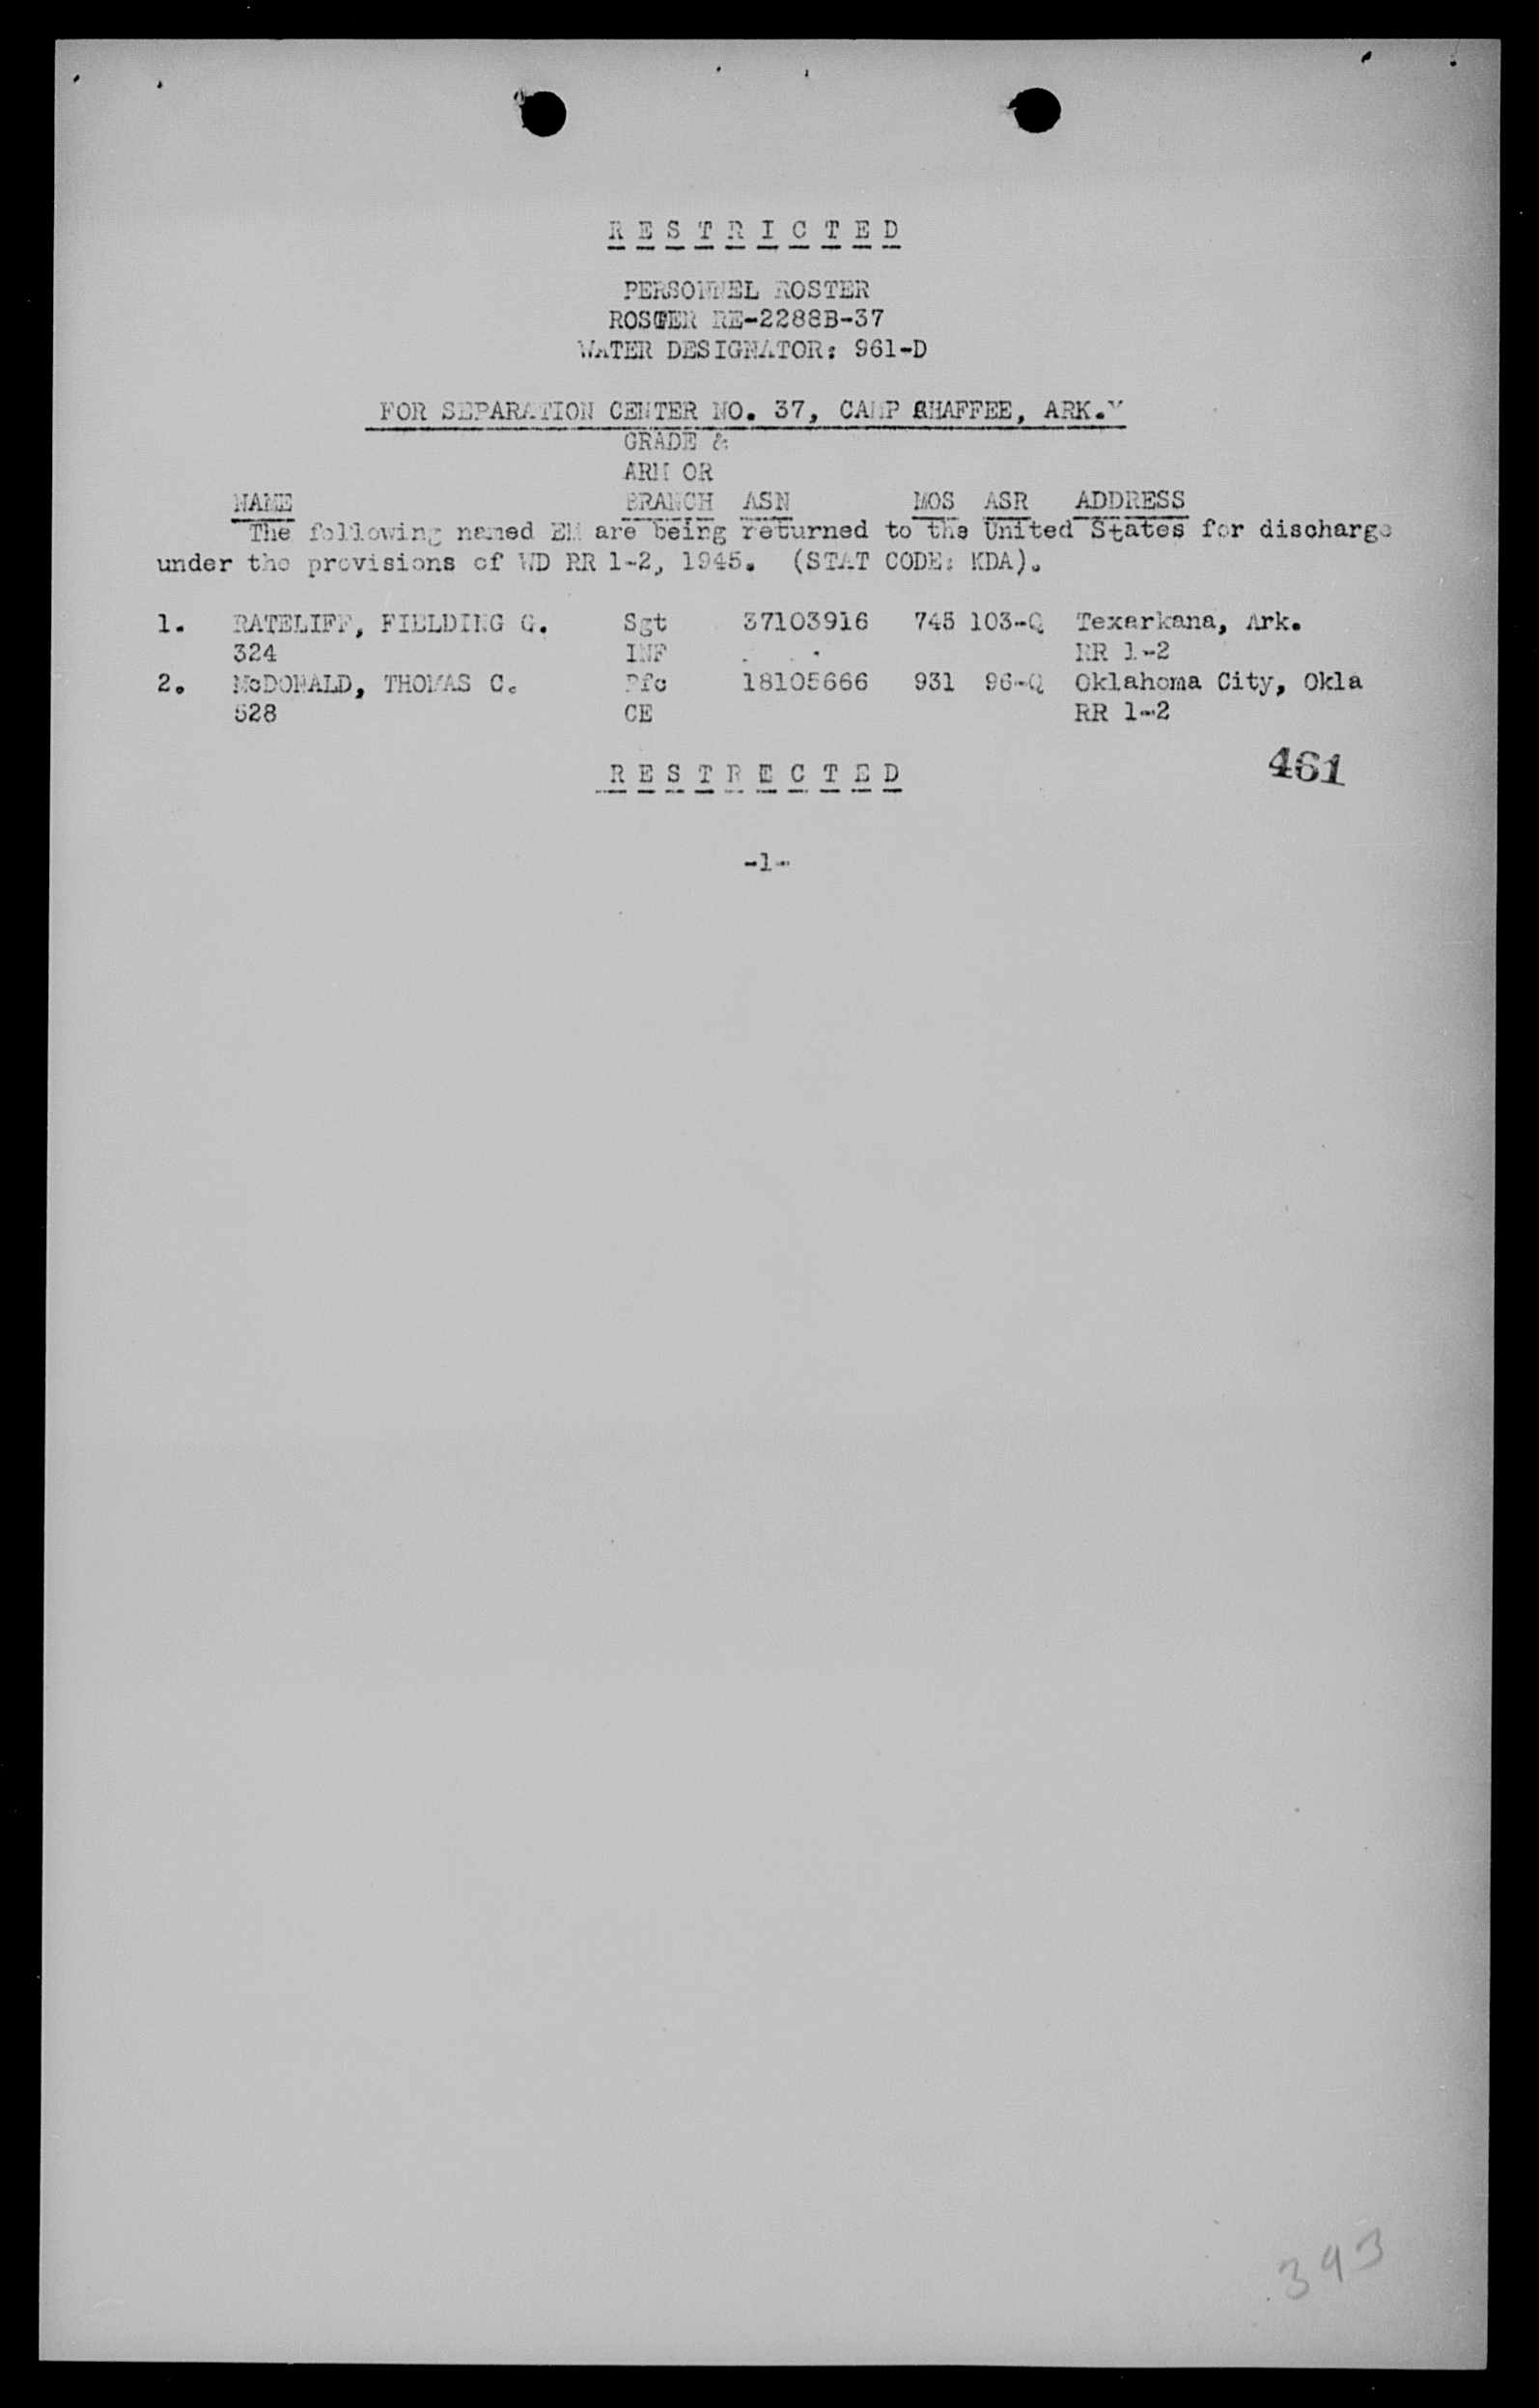 R E S T R I C T E D
PERSONNEL ROSTER
ROSTER RE-2288B-37
WATER DESIGNATOR: 961-D
FOR SEPARATION CENTER NO. 37, CAMP CHAFFEE, ARK.
GRADE &
ARM OR
NAME BRANCH ASN MOS ASR ADDRESS
The following named EM are being returned to the United States for discharge
under the provisions of WD RR 1-2, 1945. (STAT CODE: KDA).
1. RATELIFF, FIELDING G. Sgt 37103916 745 103-Q Texarkana, Ark.
324 INF RR 1-2
2. McDONALD, THOMAS C. Pfc 18105666 931 96-Q Oklahoma City, Okla
528 CE RR 1-2
461
R E S T R E C T E D
-1-
393